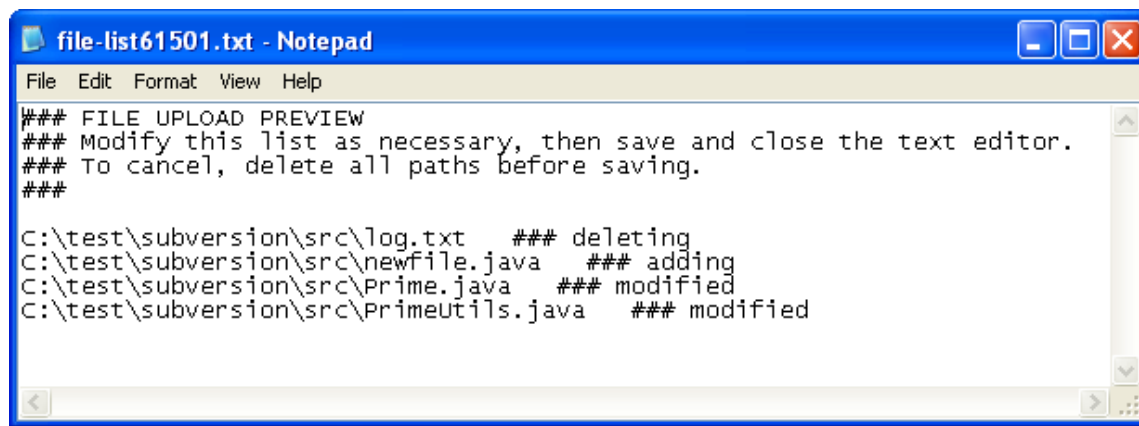 file-list61501.txt - Notepad
File Edit Format View Help
### FILE UPLOAD PREVIEW
### Modify this list as necessary, then save and close the text editor.
### To cancel, delete all paths before saving.
###
C:\test\subversion\src\log.txt ### deleting
C:\test\subversion\src\newfile.java ### adding
C:\test\subversion\src\Prime.java ### modified
C:\test\subversion\src\PrimeUtils.java ### modified